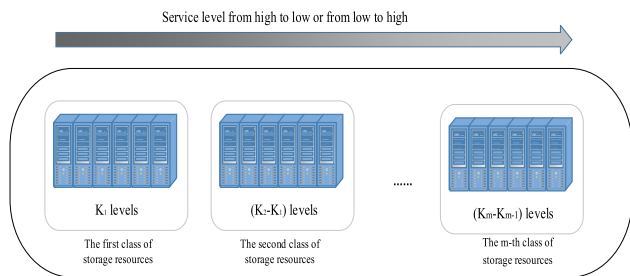 Service level from high to low or from low to high
K₁ levels
(K₂-K₁) levels
......
(Kₘ-Kₘ₋₁) levels
The first class of
storage resources
The second class of
storage resources
The m-th class of
storage resources